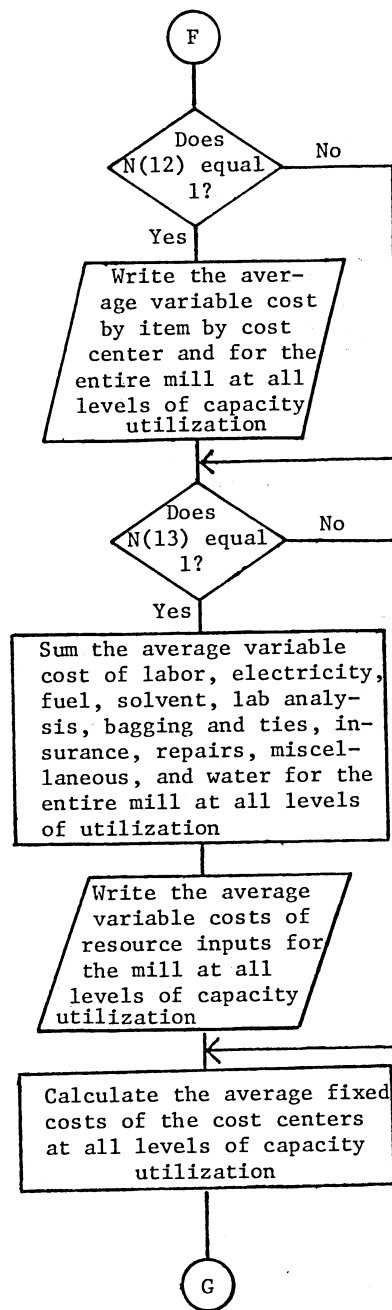 F
Does
N(12) equal
1?
No
Yes
Write the aver-
age variable cost
by item by cost
center and for the
entire mill at all
levels of capacity
utilization
Does
N(13) equal
1?
No
Yes
Sum the average variable
cost of labor, electricity,
fuel, solvent, lab analy-
sis, bagging and ties, in-
surance, repairs, miscel-
laneous, and water for the
entire mill at all levels
of utilization
Write the average
variable costs of
resource inputs for
the mill at all
levels of capacity
utilization
Calculate the average fixed
costs of the cost centers
at all levels of capacity
utilization
G